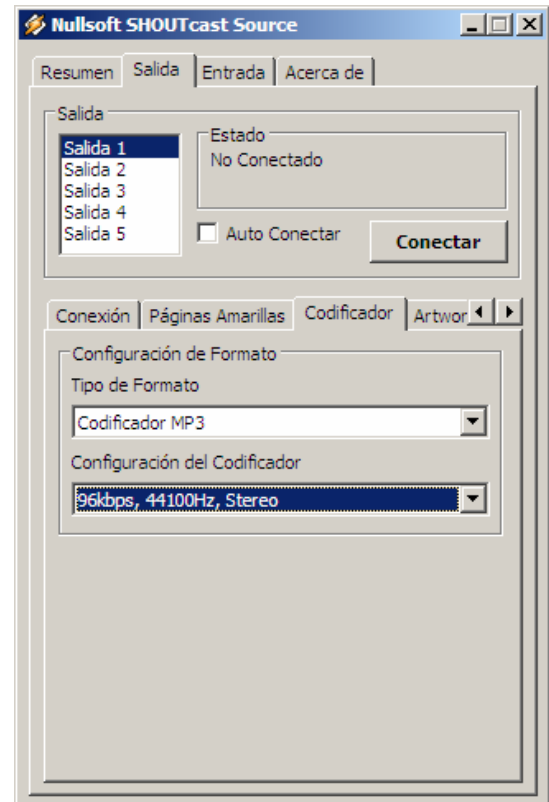 Nullsoft SHOUTcast Source
Resumen Salida Entrada Acerca de
Salida
Salida 1
Salida 2
Salida 3
Salida 4
Salida 5
Estado
No Conectado
Auto Conectar
Conectar
Conexión Páginas Amarillas Codificador Artwor
Configuración de Formato
Tipo de Formato
Codificador MP3
Configuración del Codificador
96kbps, 44100Hz, Stereo